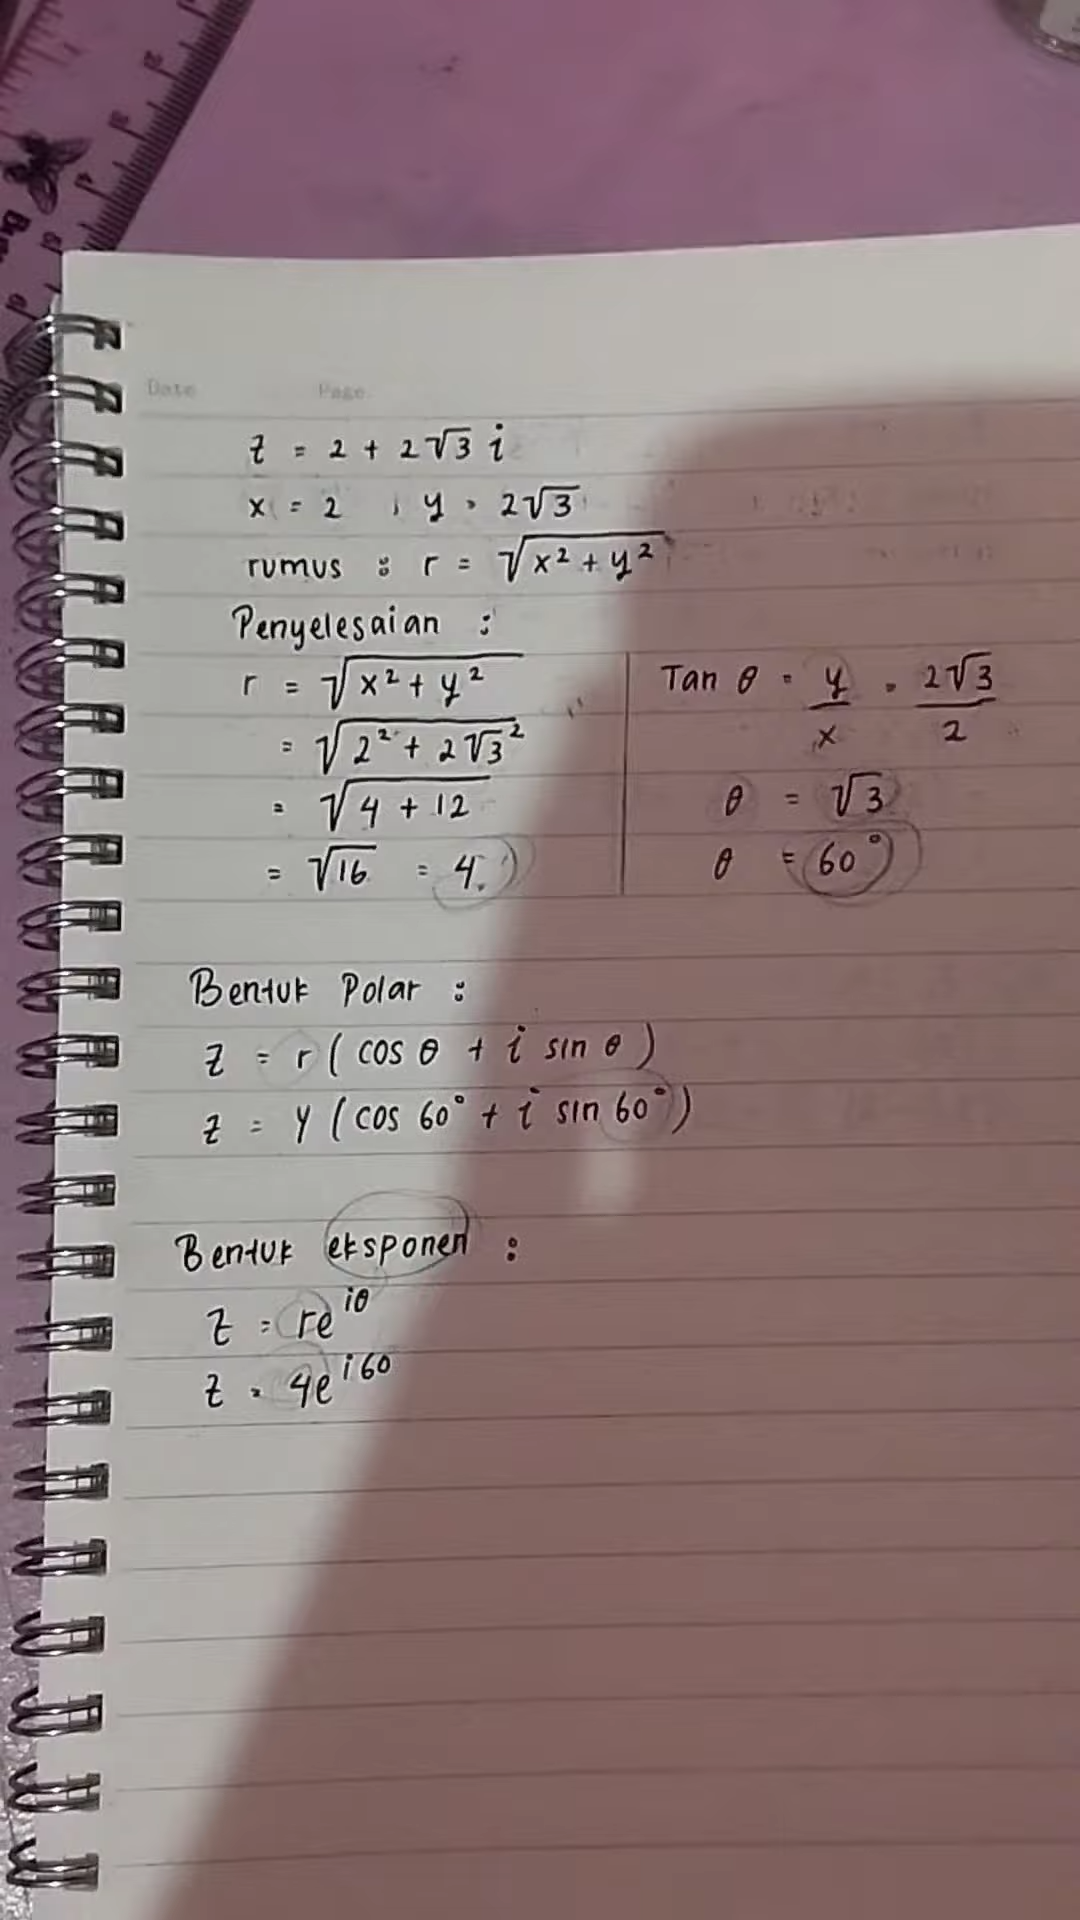 Date Page
z = 2 + 2√3 i
x = 2 , y = 2√3
rumus : r = √x² + y²
Penyelesaian :
r = √x² + y²
= √2² + 2√3²
= √4 + 12
= √16 = 4.
Tan θ = y/x = 2√3/2
θ = √3
θ = 60°
Bentuk Polar :
z = r ( cos θ + i sin θ )
z = y ( cos 60° + i sin 60° )
Bentuk eksponen :
z = re^iθ
z = 4e^i60